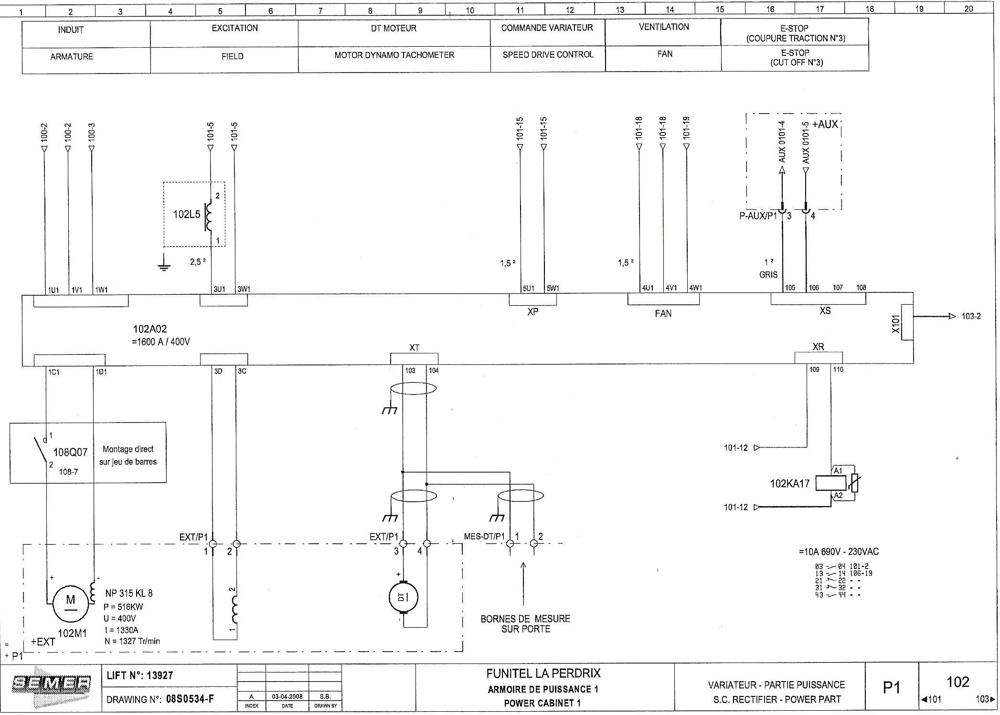 1 2 3 4 5 6 7 8 9 10 11 12 13 14 15 16 17 18 19 20
INDUIT EXCITATION DT MOTEUR COMMANDE VARIATEUR VENTILATION E-STOP
(COUPURE TRACTION N°3)
ARMATURE FIELD MOTOR DYNAMO TACHOMETER SPEED DRIVE CONTROL FAN E-STOP
(CUT OFF N°3)
100-2 100-2 100-3 101-5 101-5 101-15 101-15 101-18 101-18 101-19 AUX 0101-4 AUX 0101-5 +AUX
2
102L5
1
P-AUX/P1 3 4
2,5 ² 1,5 ² 1,5 ² 1 ²
GRIS
1U1 1V1 1W1 3U1 3W1 5U1 5W1 4U1 4V1 4W1 105 106 107 108
XP FAN XS
X101 103-2
102A02
=1600 A / 400V
XT XR
1C1 1D1 3D 3C 103 104 109 110
1
108Q07
2
108-7
Montage direct
sur jeu de barres
101-12
A1
102KA17
A2
101-12
EXT/P1 EXT/P1 MES-DT/P1 1 2
1 2 3 4
=10A 690V - 230VAC
03 04 101-2
13 14 106-19
21 22 - -
31 32 - -
43 44 - -
+ - 2 +
M
DT
-
1
102M1
NP 315 KL 8
P = 516KW
U = 400V
I = 1330A
N = 1327 Tr/min
BORNES DE MESURE
SUR PORTE
+EXT
=
+ P1
SEMER
LIFT N°: 13927
DRAWING N°: 08S0534-F
A 03-04-2008 S.B.
INDEX DATE DRAWN BY
FUNITEL LA PERDRIX
ARMOIRE DE PUISSANCE 1
POWER CABINET 1
VARIATEUR - PARTIE PUISSANCE
S.C. RECTIFIER - POWER PART
P1
102
◄101 103►